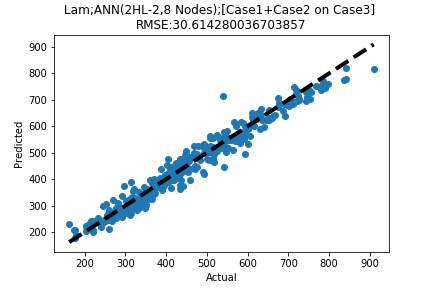 Lam;ANN(2HL-2,8 Nodes);[Case1+Case2 on Case3]
RMSE:30.614280036703857
900
800
700
600
500
400
300
200
Predicted
200 300 400 500 600 700 800 900
Actual